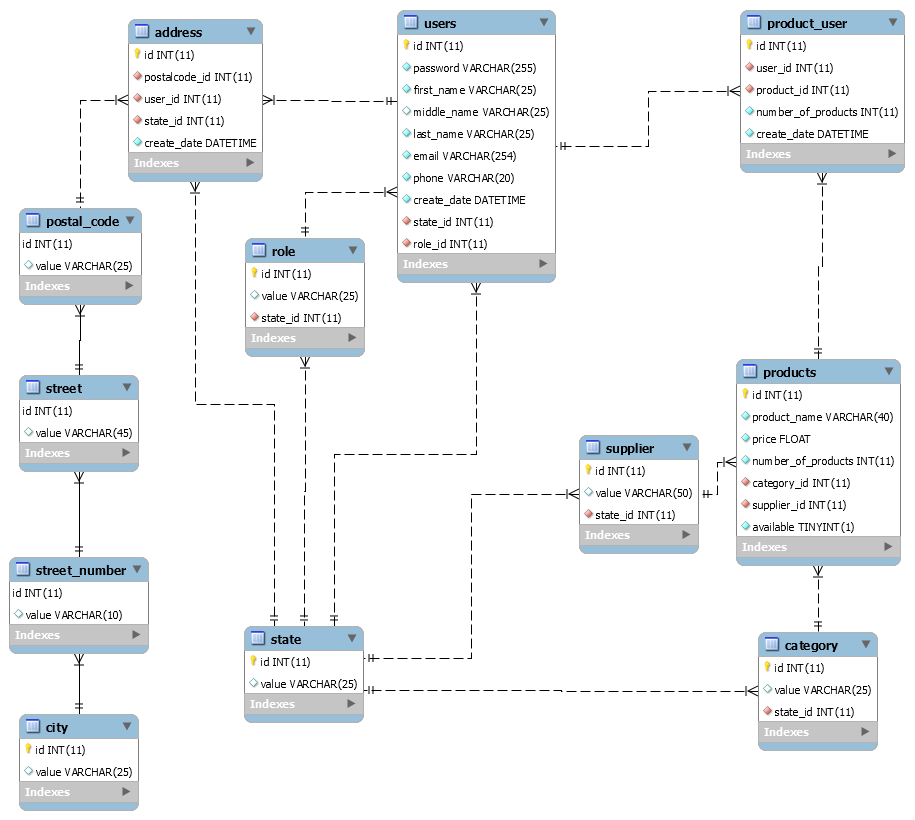 address
id INT(11)
postalcode_id INT(11)
user_id INT(11)
state_id INT(11)
create_date DATETIME
Indexes
users
id INT(11)
password VARCHAR(255)
first_name VARCHAR(25)
middle_name VARCHAR(25)
last_name VARCHAR(25)
email VARCHAR(254)
phone VARCHAR(20)
create_date DATETIME
state_id INT(11)
role_id INT(11)
Indexes
product_user
id INT(11)
user_id INT(11)
product_id INT(11)
number_of_products INT(11)
create_date DATETIME
Indexes
postal_code
id INT(11)
value VARCHAR(25)
Indexes
role
id INT(11)
value VARCHAR(25)
state_id INT(11)
Indexes
street
id INT(11)
value VARCHAR(45)
Indexes
products
id INT(11)
product_name VARCHAR(40)
price FLOAT
number_of_products INT(11)
category_id INT(11)
supplier_id INT(11)
available TINYINT(1)
Indexes
supplier
id INT(11)
value VARCHAR(50)
state_id INT(11)
Indexes
street_number
id INT(11)
value VARCHAR(10)
Indexes
state
id INT(11)
value VARCHAR(25)
Indexes
category
id INT(11)
value VARCHAR(25)
state_id INT(11)
Indexes
city
id INT(11)
value VARCHAR(25)
Indexes